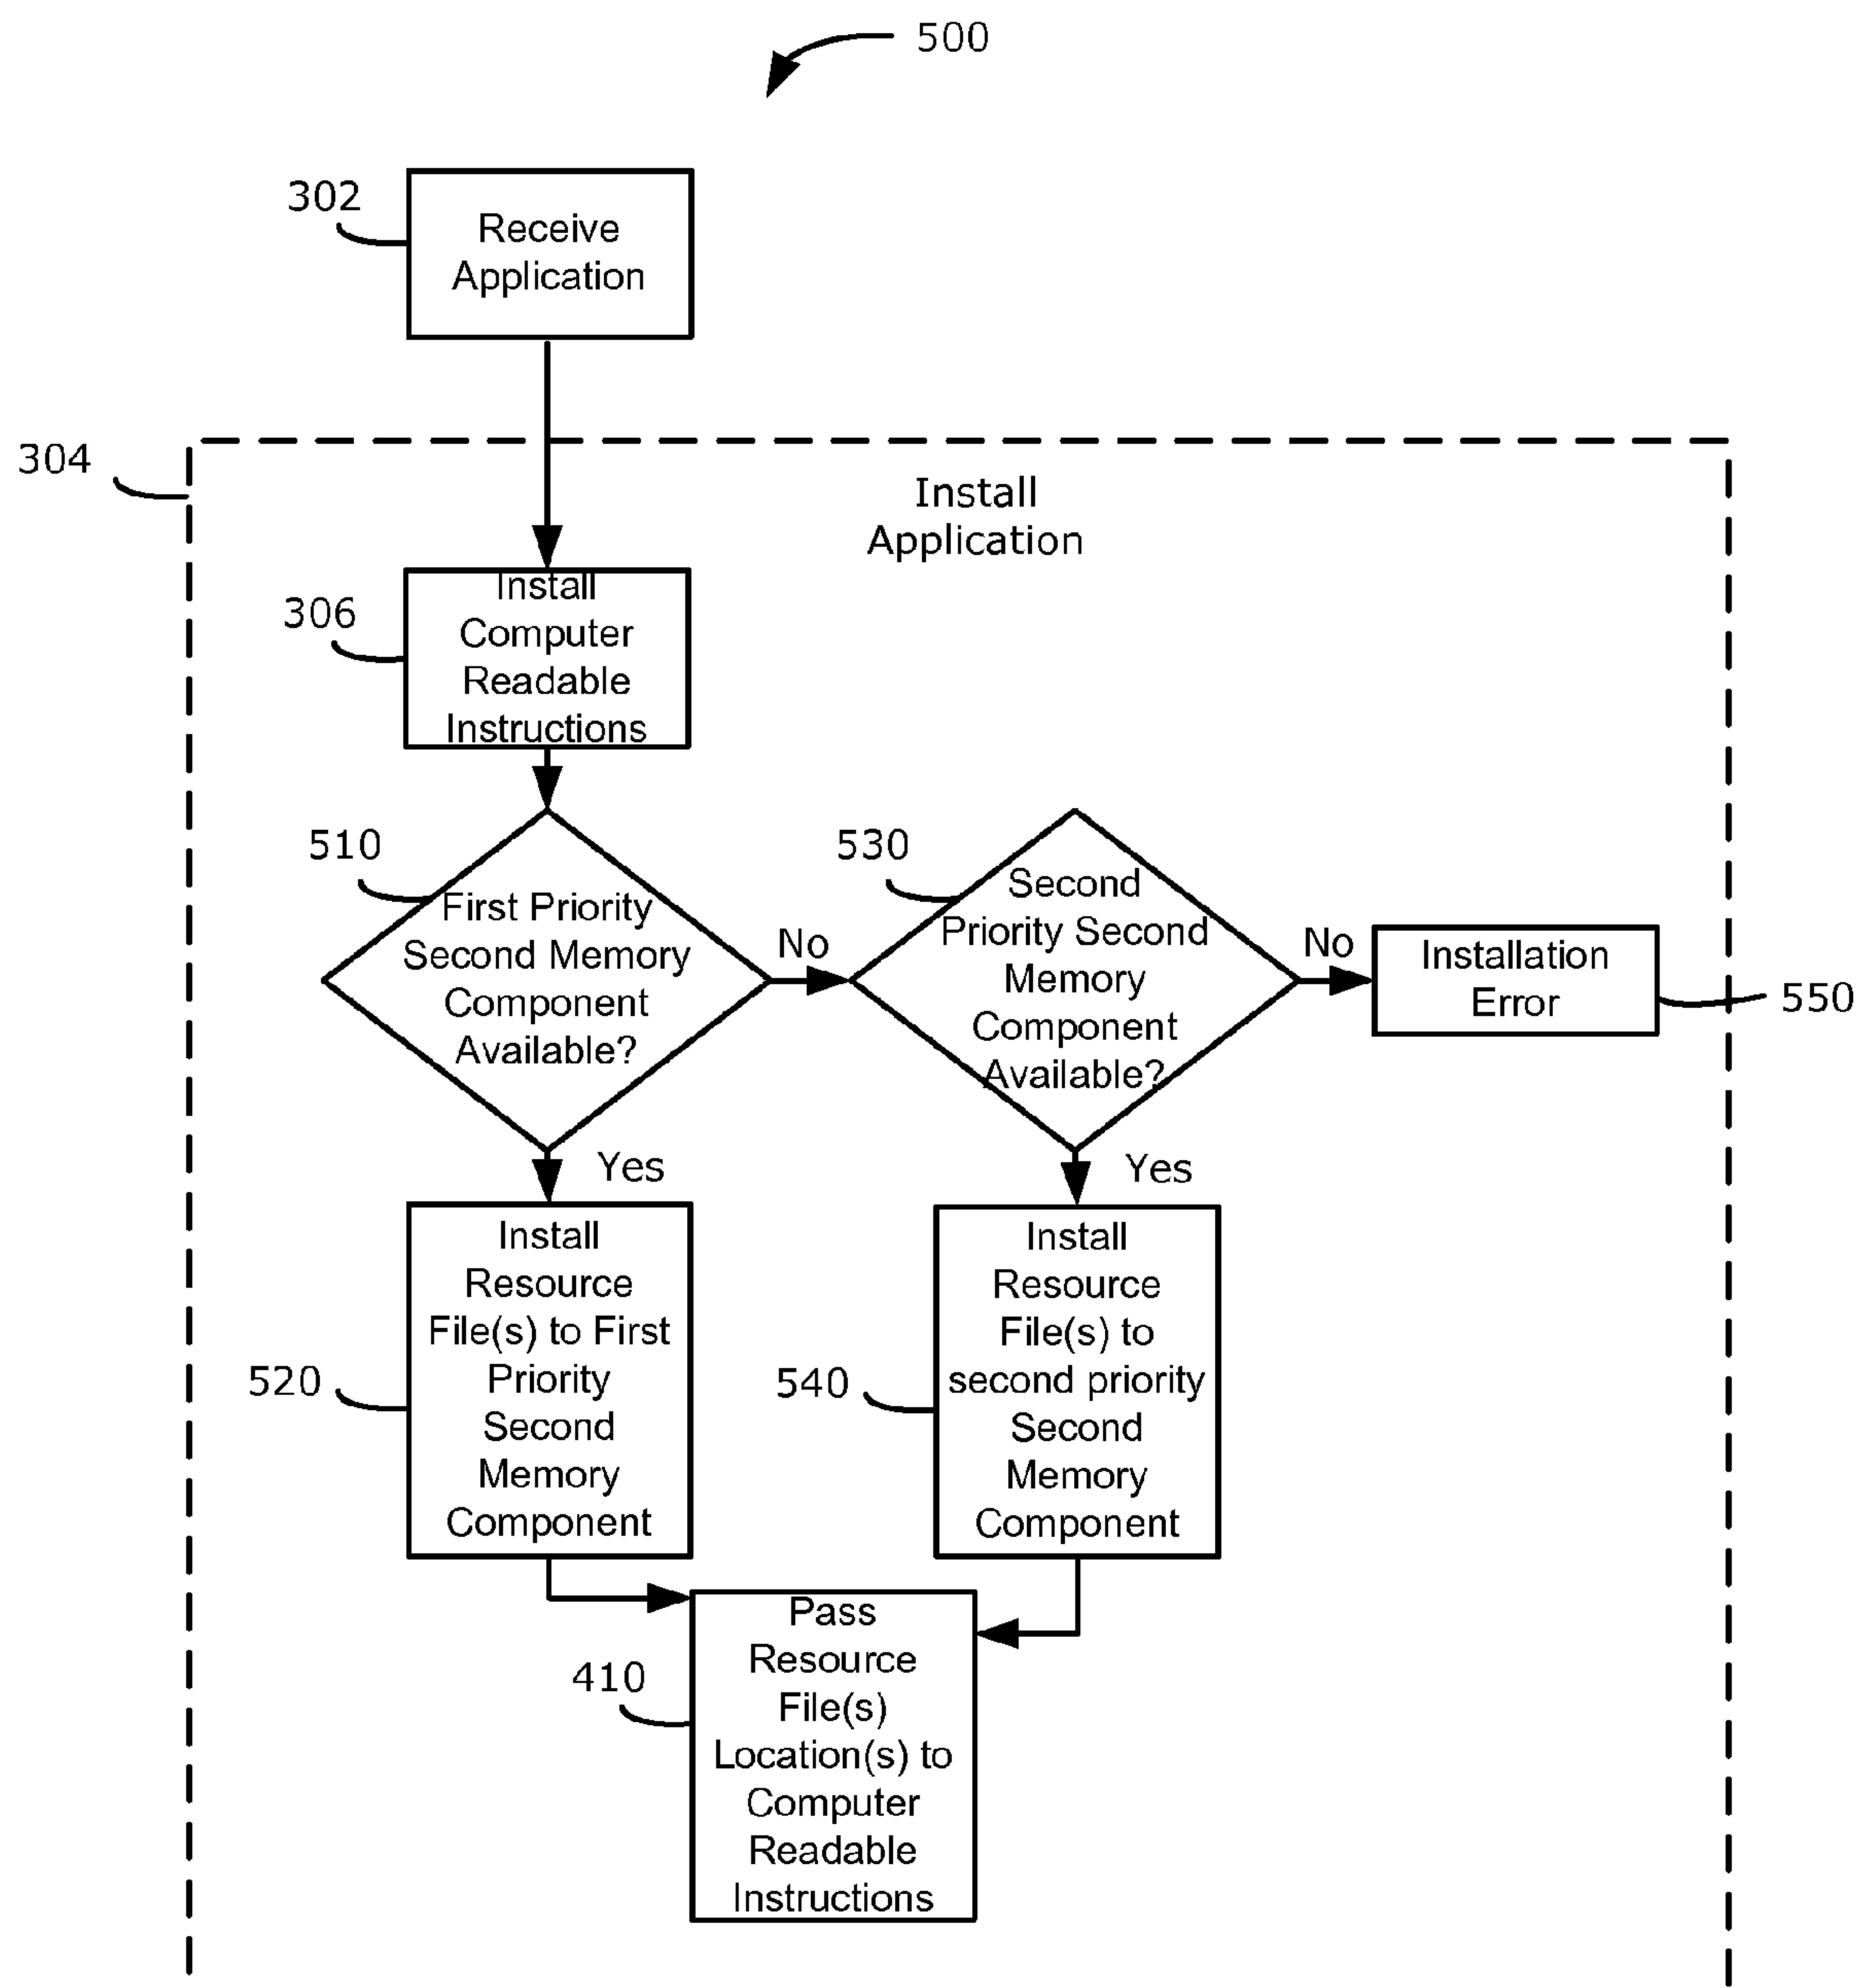 500
302
Receive
Application
304
Install
Application
306
Install
Computer
Readable
Instructions
510
First Priority
Second Memory
Component
Available?
No
530
Second
Priority Second
Memory
Component
Available?
No
Installation
Error
550
Yes
Yes
520
Install
Resource
File(s) to First
Priority
Second
Memory
Component
540
Install
Resource
File(s) to
second priority
Second
Memory
Component
410
Pass
Resource
File(s)
Location(s) to
Computer
Readable
Instructions